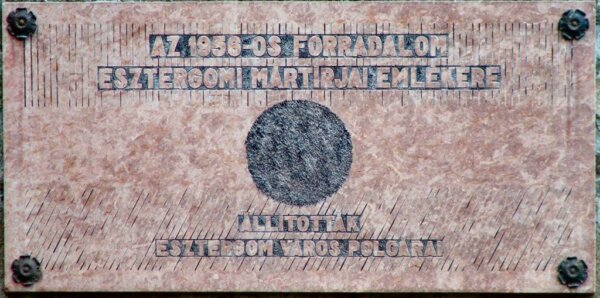 AZ 1956-OS FORRADALOM
ESZTERGOMI MÁRTÍRJAI EMLÉKÉRE
ÁLLÍTOTTÁK
ESZTERGOM VÁROS POLGÁRAI